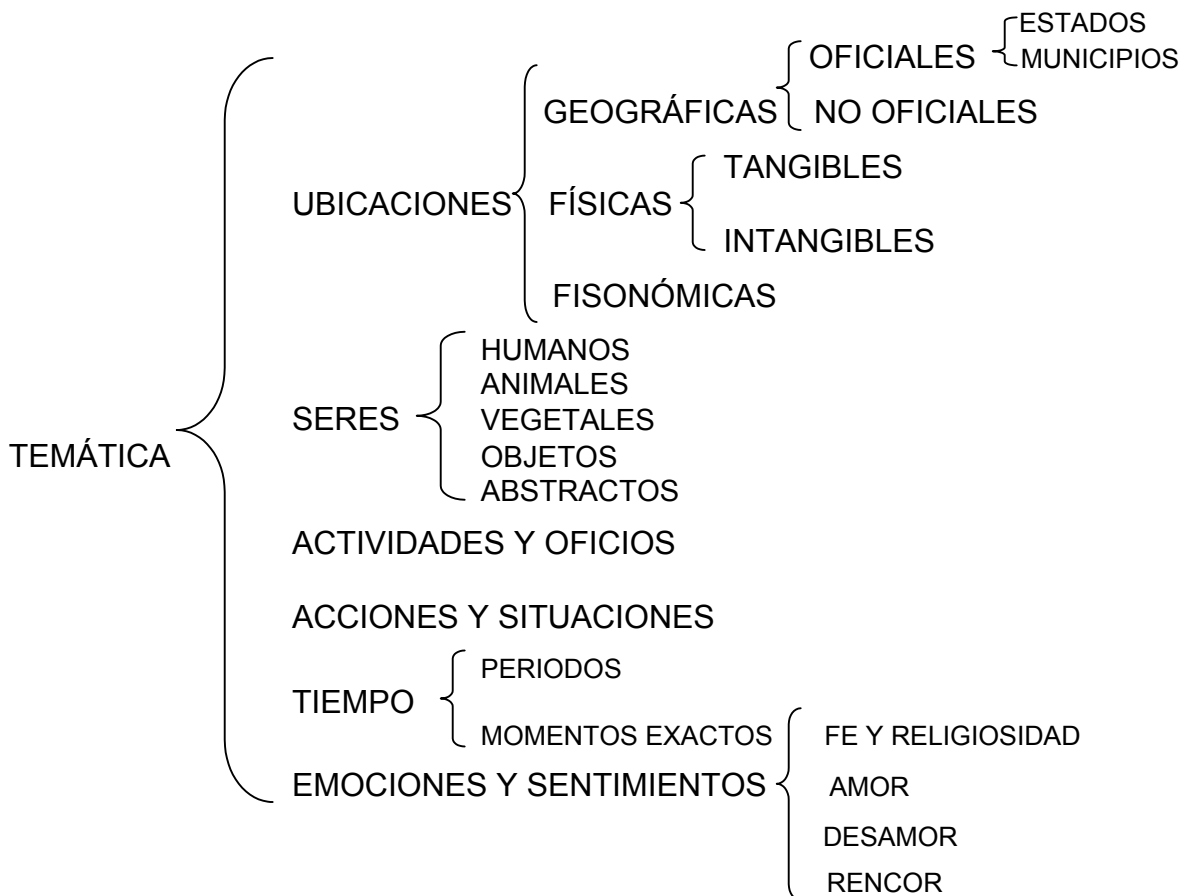 TEMÁTICA
UBICACIONES
GEOGRÁFICAS
OFICIALES
ESTADOS
MUNICIPIOS
NO OFICIALES
FÍSICAS
TANGIBLES
INTANGIBLES
FISONÓMICAS
SERES
HUMANOS
ANIMALES
VEGETALES
OBJETOS
ABSTRACTOS
ACTIVIDADES Y OFICIOS
ACCIONES Y SITUACIONES
TIEMPO
PERIODOS
MOMENTOS EXACTOS
EMOCIONES Y SENTIMIENTOS
FE Y RELIGIOSIDAD
AMOR
DESAMOR
RENCOR